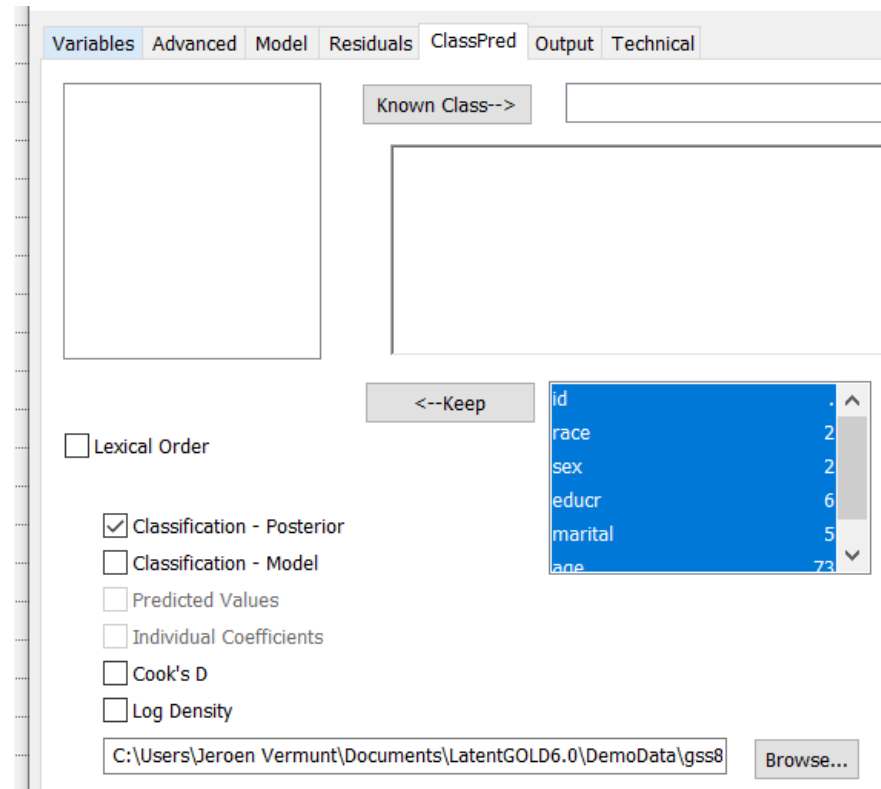 Variables Advanced Model Residuals ClassPred Output Technical
Known Class-->
<--Keep
id .
race 2
sex 2
educr 6
marital 5
age 73
Lexical Order
Classification - Posterior
Classification - Model
Predicted Values
Individual Coefficients
Cook's D
Log Density
C:\Users\Jeroen Vermunt\Documents\LatentGOLD6.0\DemoData\gss8
Browse...